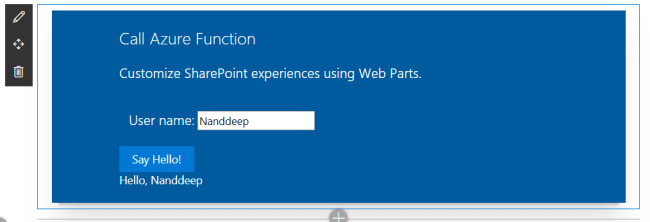 Call Azure Function
Customize SharePoint experiences using Web Parts.
User name: Nanddeep
Say Hello!
Hello, Nanddeep